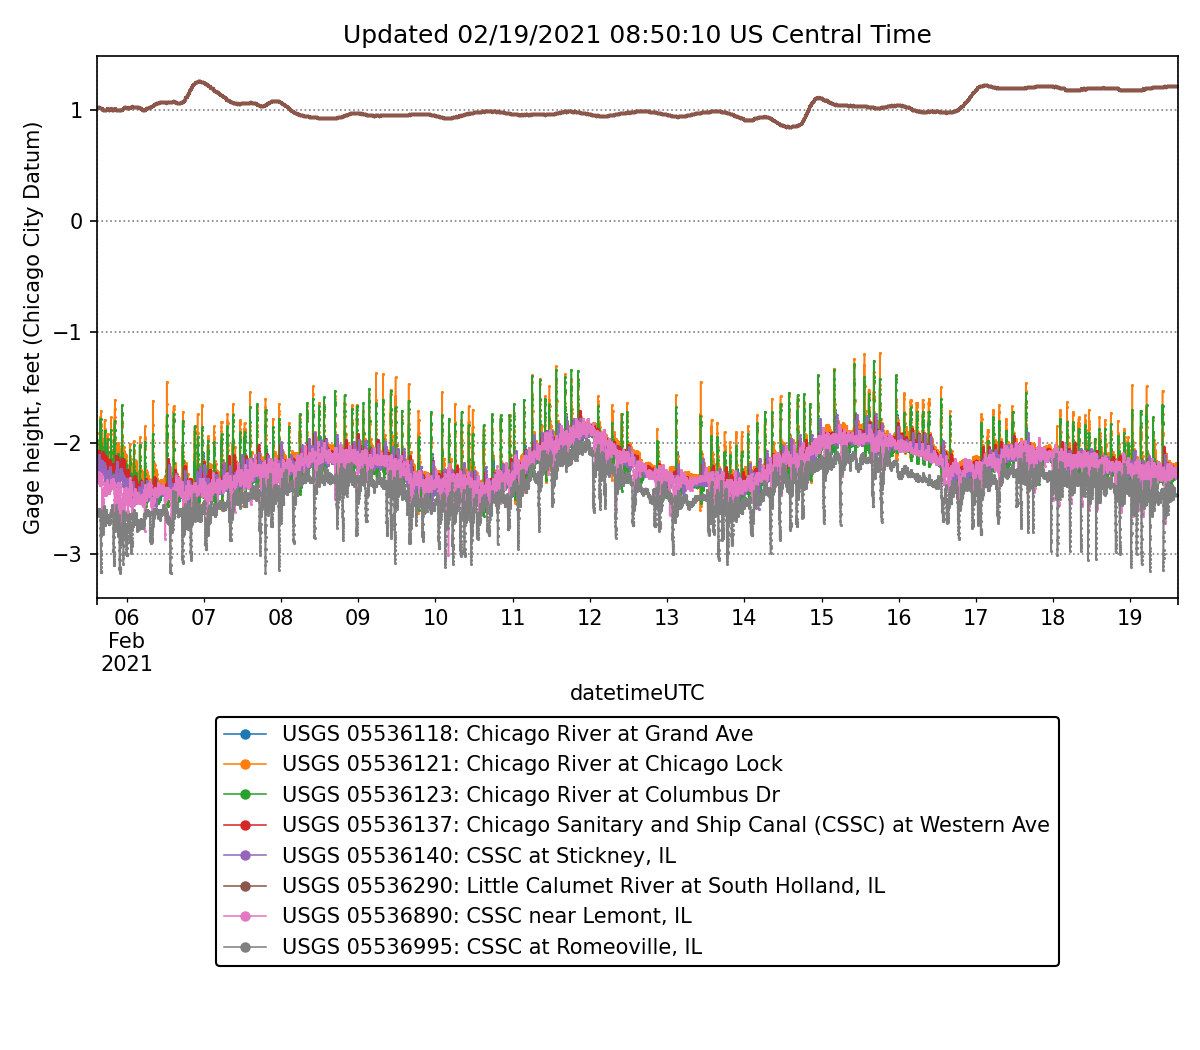 Updated 02/19/2021 08:50:10 US Central Time
Gage height, feet (Chicago City Datum)
1
0
−1
−2
−3
06 07 08 09 10 11 12 13 14 15 16 17 18 19
Feb
2021
datetimeUTC
USGS 05536118: Chicago River at Grand Ave
USGS 05536121: Chicago River at Chicago Lock
USGS 05536123: Chicago River at Columbus Dr
USGS 05536137: Chicago Sanitary and Ship Canal (CSSC) at Western Ave
USGS 05536140: CSSC at Stickney, IL
USGS 05536290: Little Calumet River at South Holland, IL
USGS 05536890: CSSC near Lemont, IL
USGS 05536995: CSSC at Romeoville, IL